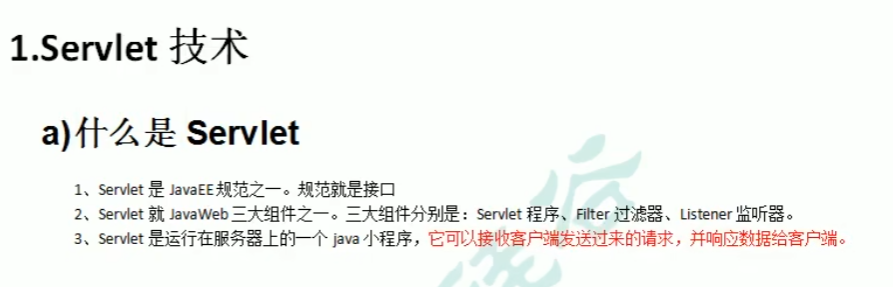 1.Servlet 技术
a)什么是 Servlet
1、Servlet 是 JavaEE 规范之一。规范就是接口
2、Servlet 就 JavaWeb 三大组件之一。三大组件分别是：Servlet 程序、Filter 过滤器、Listener 监听器。
3、Servlet 是运行在服务器上的一个 java 小程序，它可以接收客户端发送过来的请求，并响应数据给客户端。